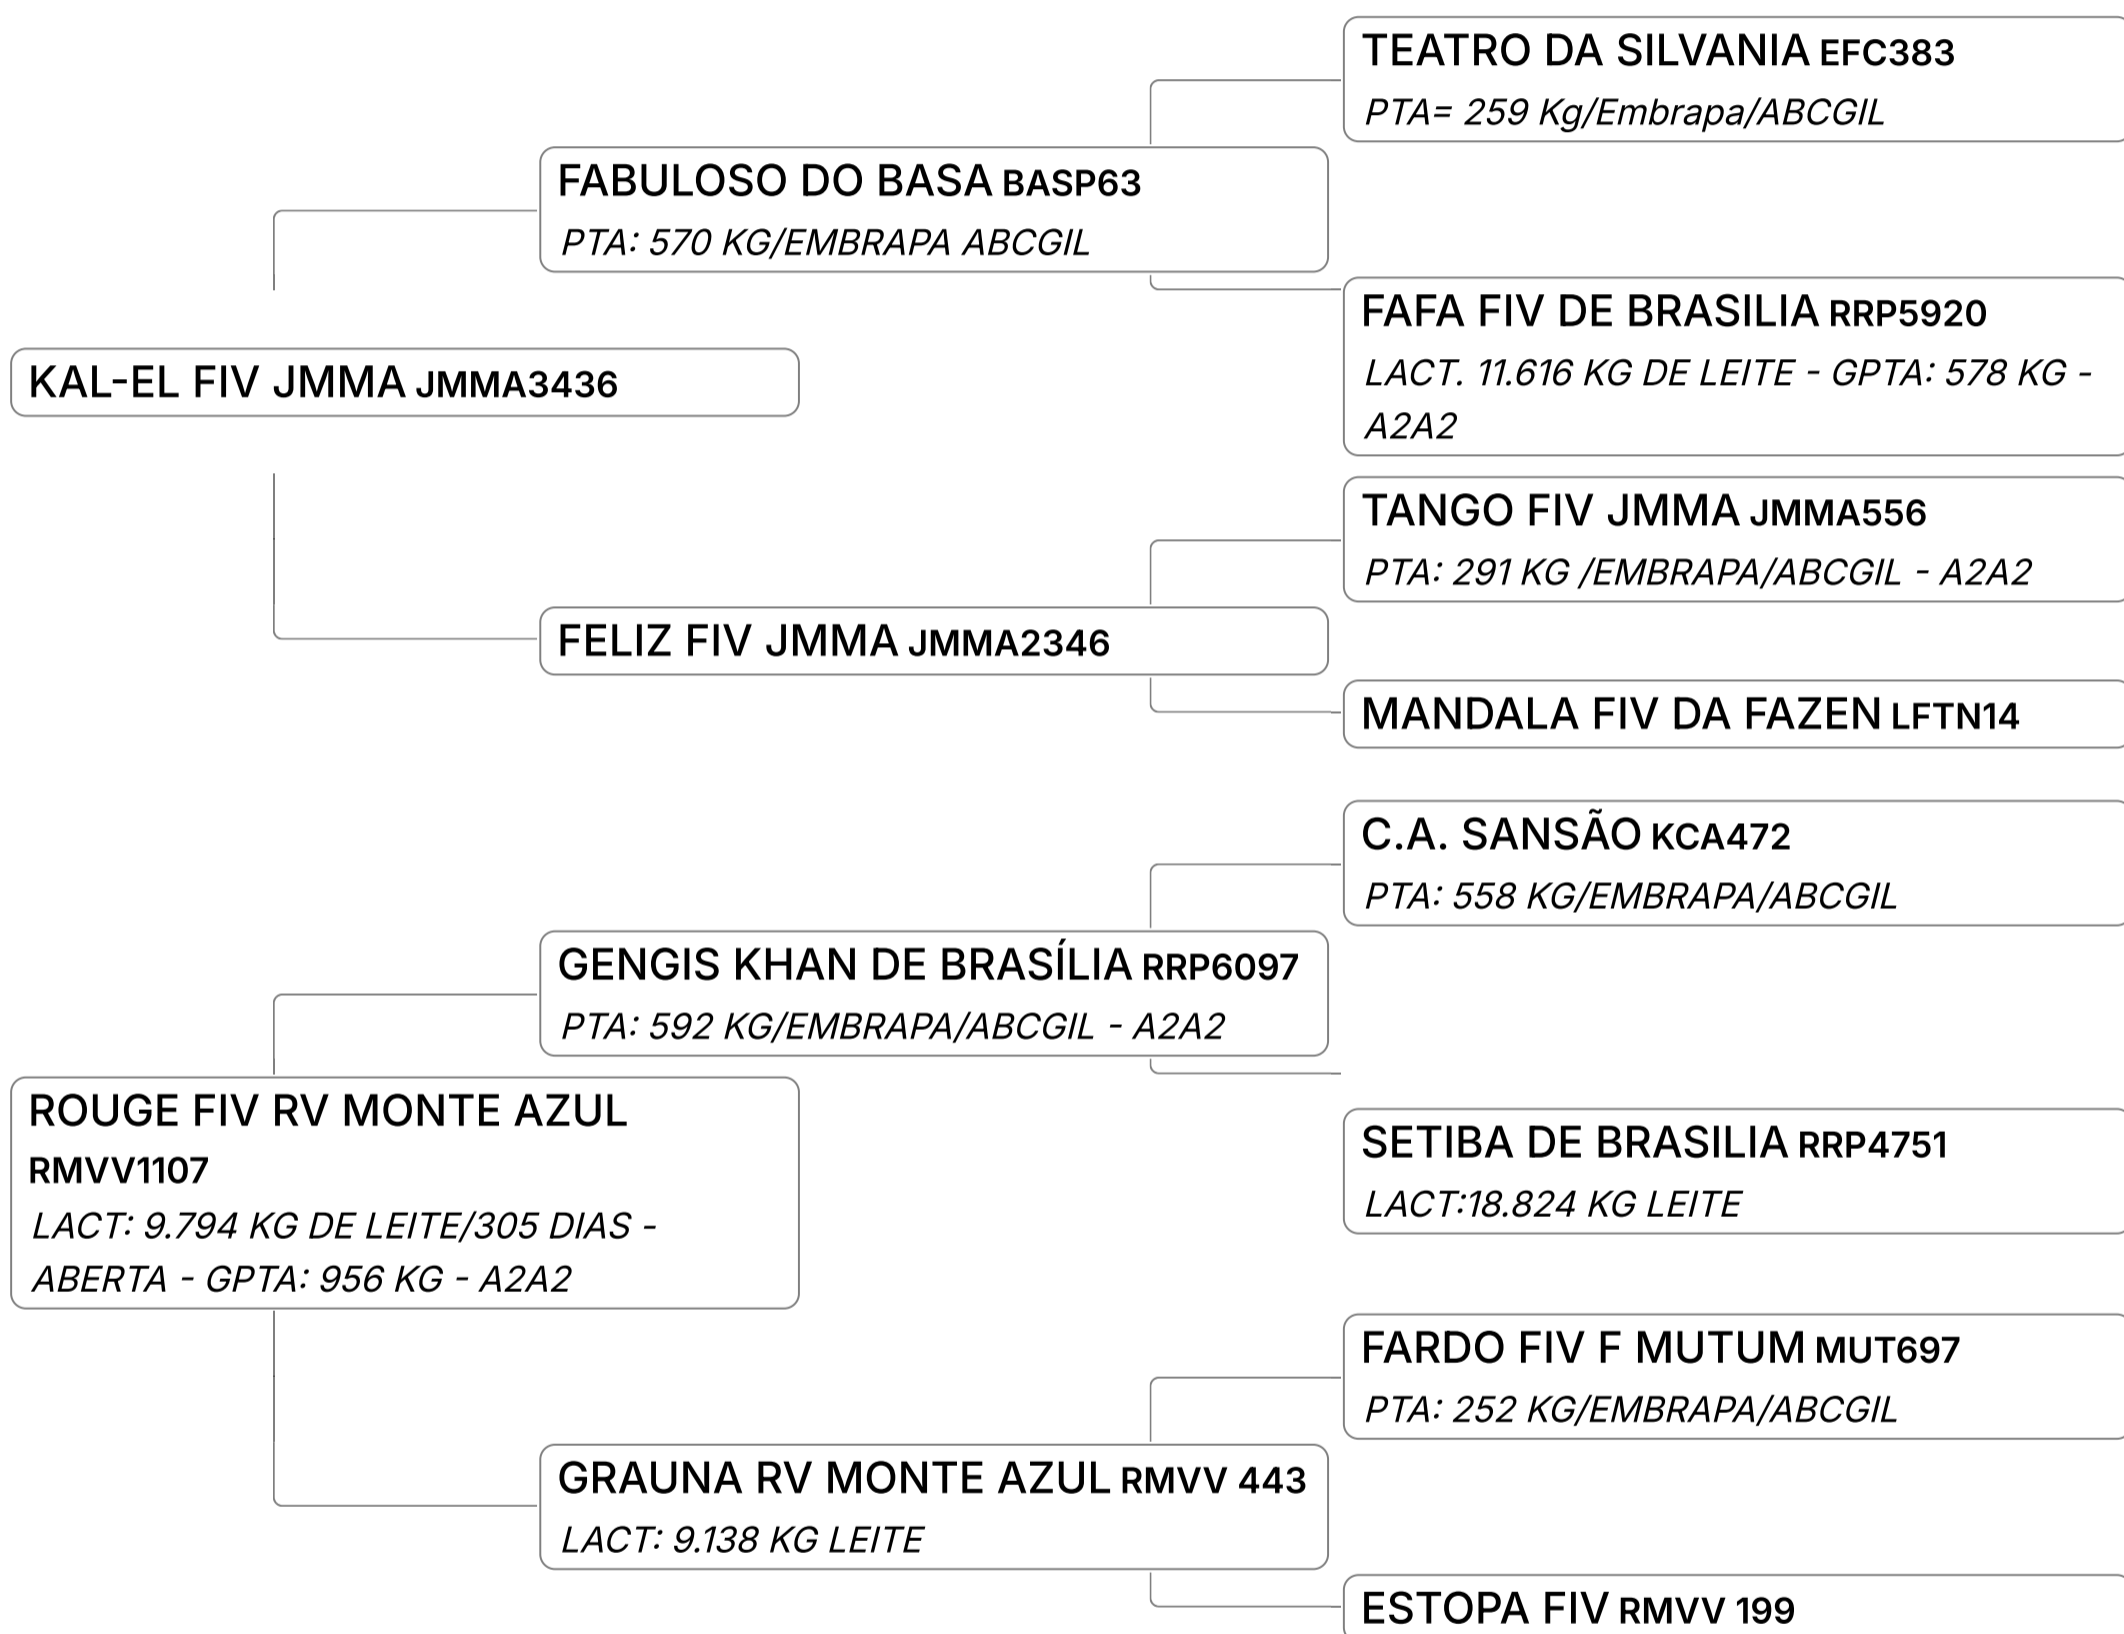 TEATRO DA SILVANIA EFC383
PTA= 259 Kg/Embrapa/ABCGIL
FABULOSO DO BASA BASP63
PTA: 570 KG/EMBRAPA ABCGIL
FAFA FIV DE BRASILIA RRP5920
LACT. 11.616 KG DE LEITE - GPTA: 578 KG -
A2A2
KAL-EL FIV JMMA JMMA3436
TANGO FIV JMMA JMMA556
PTA: 291 KG /EMBRAPA/ABCGIL - A2A2
FELIZ FIV JMMA JMMA2346
MANDALA FIV DA FAZEN LFTN14
C.A. SANSÃO KCA472
PTA: 558 KG/EMBRAPA/ABCGIL
GENGIS KHAN DE BRASÍLIA RRP6097
PTA: 592 KG/EMBRAPA/ABCGIL - A2A2
ROUGE FIV RV MONTE AZUL
RMVV1107
LACT: 9.794 KG DE LEITE/305 DIAS -
ABERTA - GPTA: 956 KG - A2A2
SETIBA DE BRASILIA RRP4751
LACT:18.824 KG LEITE
FARDO FIV F MUTUM MUT697
PTA: 252 KG/EMBRAPA/ABCGIL
GRAUNA RV MONTE AZUL RMVV 443
LACT: 9.138 KG LEITE
ESTOPA FIV RMVV 199